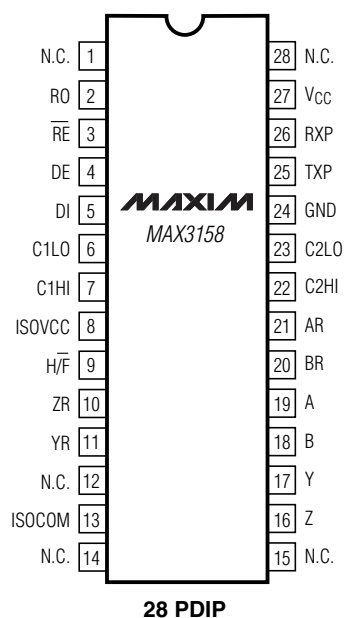 N.C. 1 28 N.C.
RO 2 27 VCC
R̅E̅ 3 26 RXP
DE 4 25 TXP
DI 5 24 GND
MAXIM
MAX3158
C1LO 6 23 C2LO
C1HI 7 22 C2HI
ISOVCC 8 21 AR
H/F̅ 9 20 BR
ZR 10 19 A
YR 11 18 B
N.C. 12 17 Y
ISOCOM 13 16 Z
N.C. 14 15 N.C.
28 PDIP